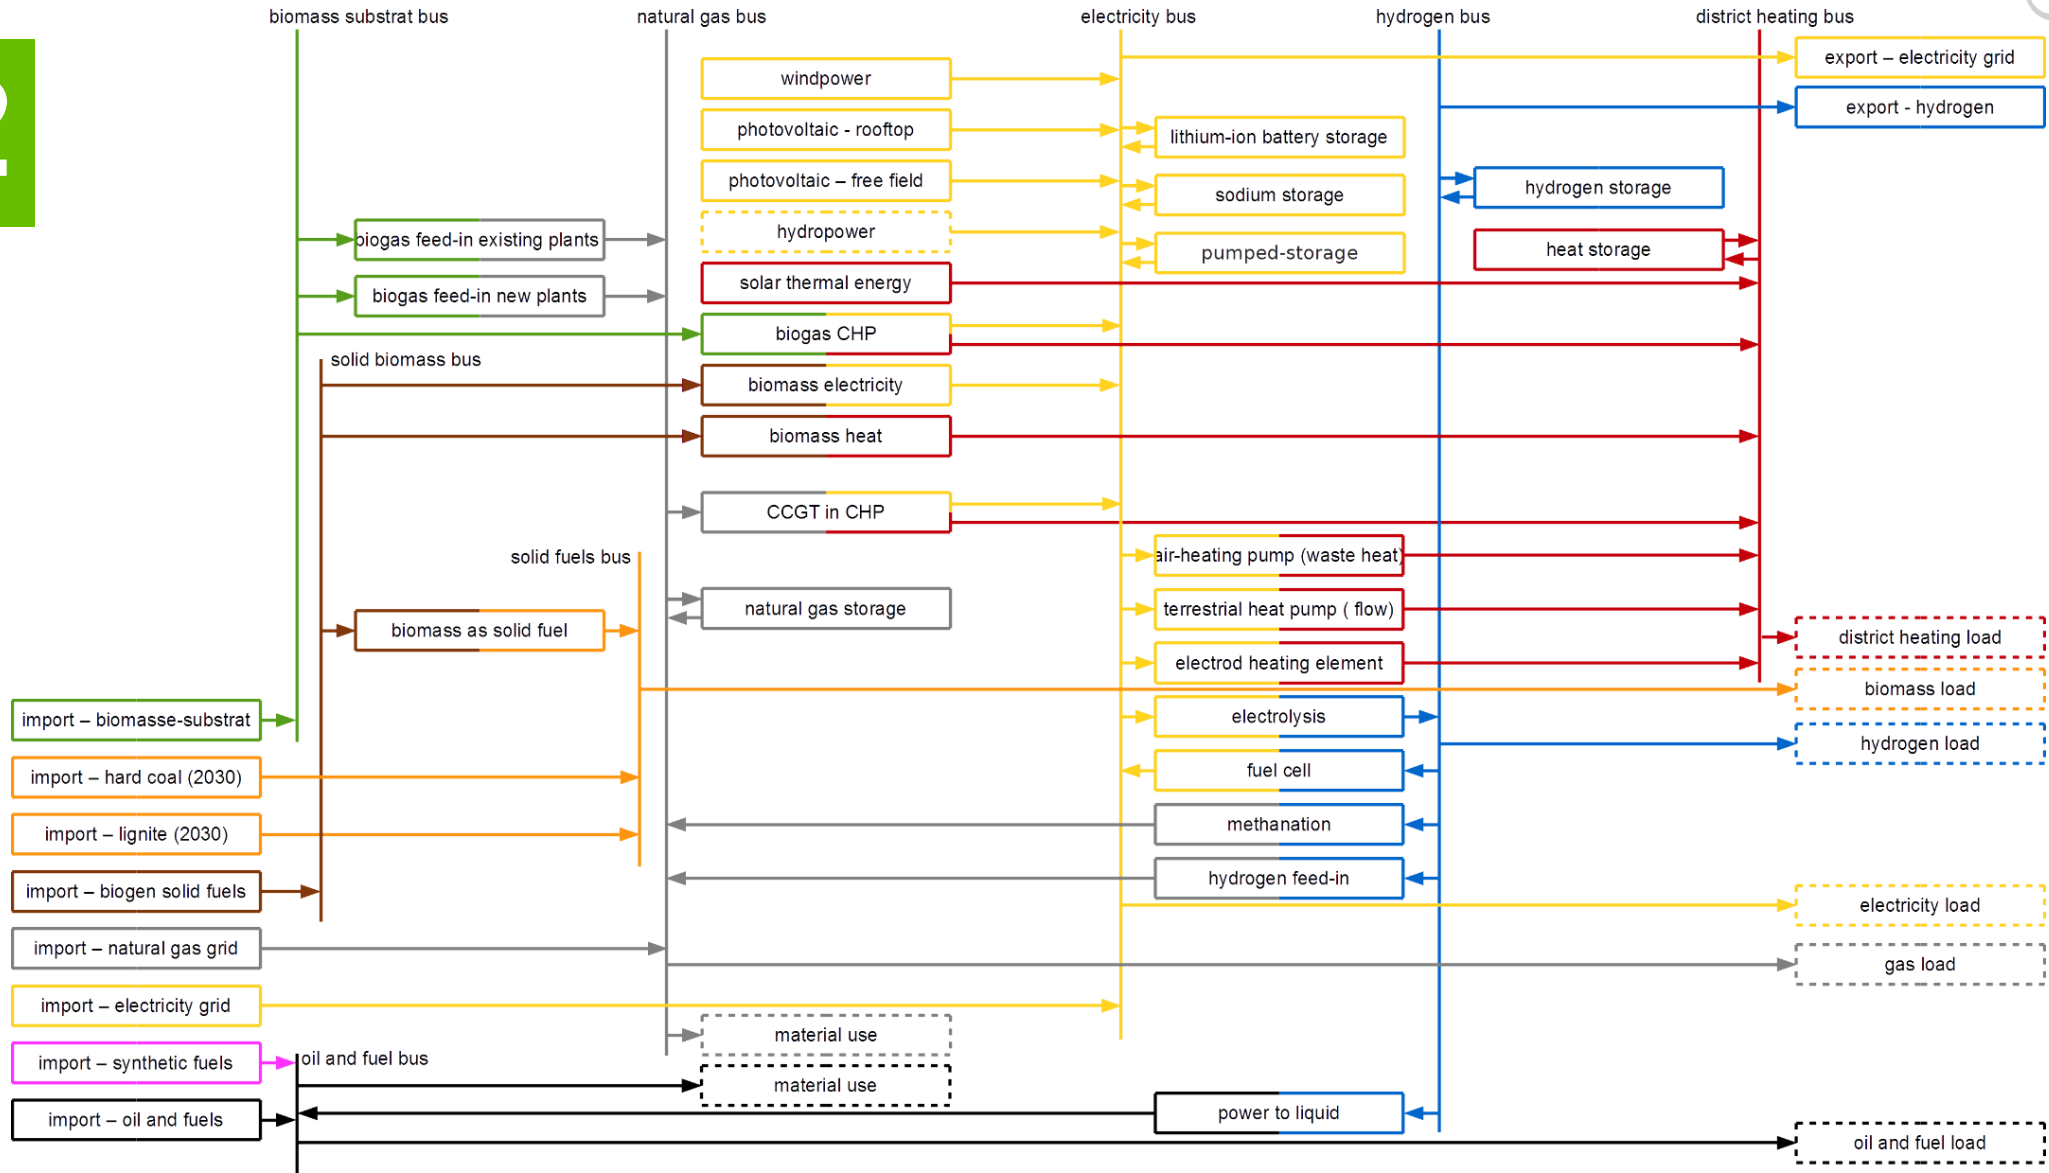 biomass substrat bus
natural gas bus
electricity bus
hydrogen bus
district heating bus
export – electricity grid
windpower
export - hydrogen
photovoltaic - rooftop
lithium-ion battery storage
photovoltaic – free field
sodium storage
hydrogen storage
hydropower
biogas feed-in existing plants
pumped-storage
heat storage
solar thermal energy
biogas feed-in new plants
biogas CHP
solid biomass bus
biomass electricity
biomass heat
CCGT in CHP
solid fuels bus
air-heating pump (waste heat)
natural gas storage
terrestrial heat pump ( flow)
biomass as solid fuel
district heating load
electrod heating element
biomass load
import – biomasse-substrat
electrolysis
hydrogen load
import – hard coal (2030)
fuel cell
import – lignite (2030)
methanation
import – biogen solid fuels
hydrogen feed-in
electricity load
import – natural gas grid
gas load
import – electricity grid
material use
import – synthetic fuels
oil and fuel bus
material use
import – oil and fuels
power to liquid
oil and fuel load